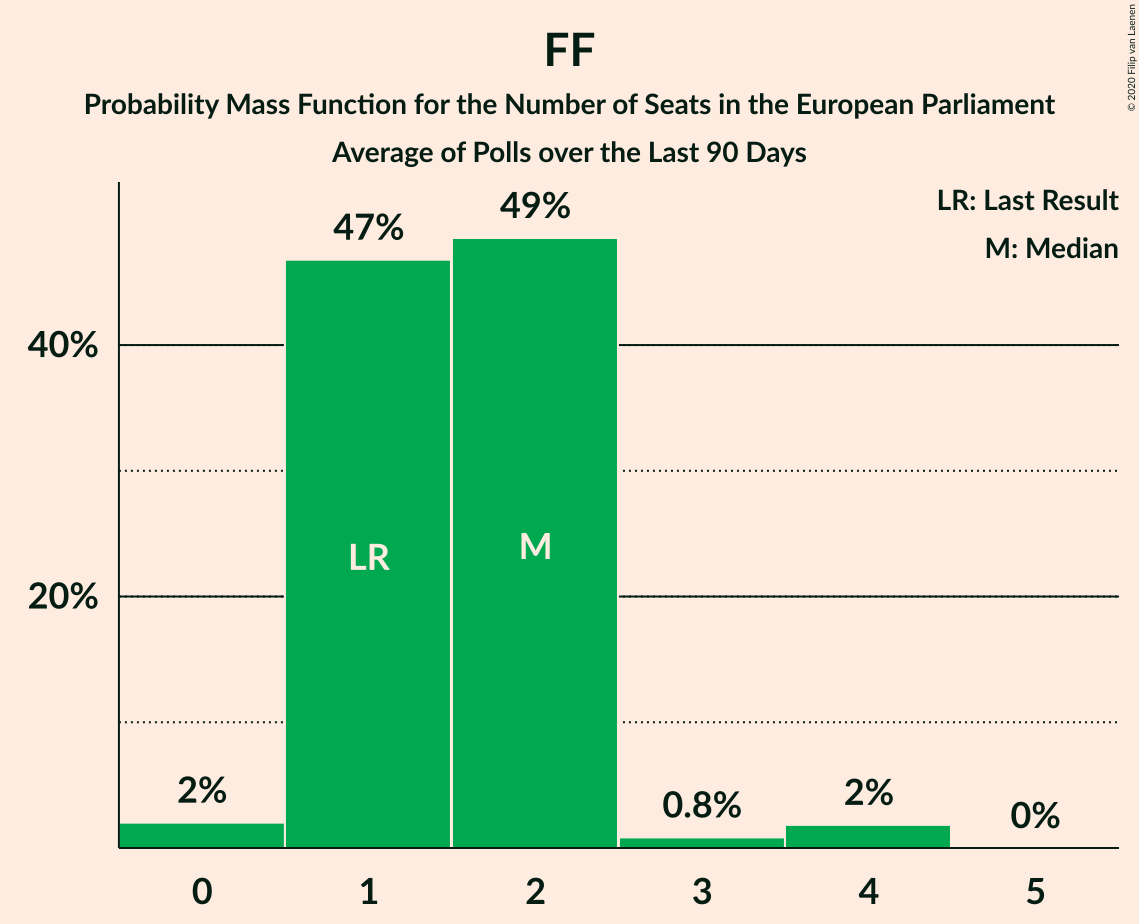 FF
Probability Mass Function for the Number of Seats in the European Parliament
Average of Polls over the Last 90 Days
© 2020 Filip van Laenen
LR: Last Result
M: Median
47%
49%
40%
20%
LR
M
2%
0.8%
2%
0%
0
1
2
3
4
5